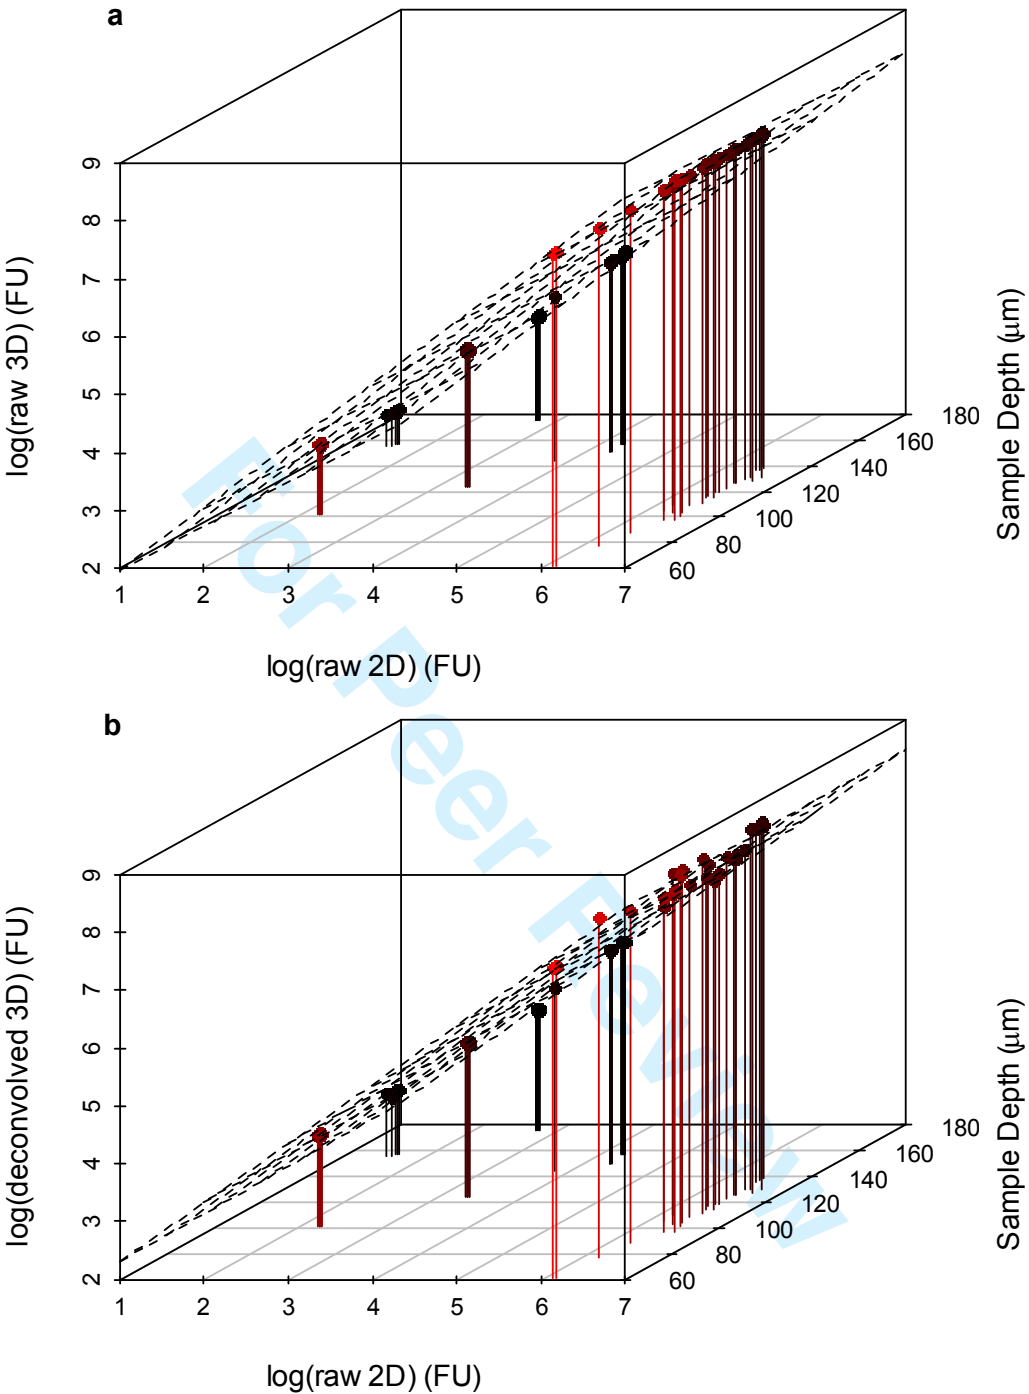 a
log(raw 3D) (FU)
9
8
7
6
5
4
3
2
1 2 3 4 5 6 7
log(raw 2D) (FU)
60
80
100
120
140
160
180
Sample Depth (μm)
For Peer Review
b
log(deconvolved 3D) (FU)
9
8
7
6
5
4
3
2
1 2 3 4 5 6 7
log(raw 2D) (FU)
60
80
100
120
140
160
180
Sample Depth (μm)